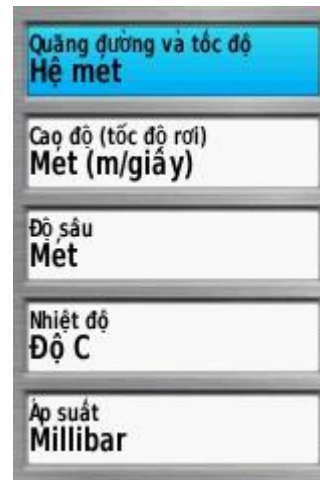 Quãng đường và tốc độ
Hệ mét
Cao độ (tốc độ rơi)
Mét (m/giây)
Độ sâu
Mét
Nhiệt độ
Độ C
Áp suất
Millibar